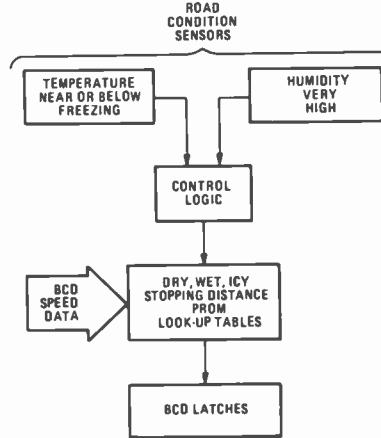 ROAD
CONDITION
SENSORS
TEMPERATURE
NEAR OR BELOW
FREEZING
HUMIDITY
VERY
HIGH
CONTROL
LOGIC
BCD
SPEED
DATA
DRY, WET, ICY
STOPPING DISTANCE
PROM
LOOK-UP TABLES
BCD LATCHES